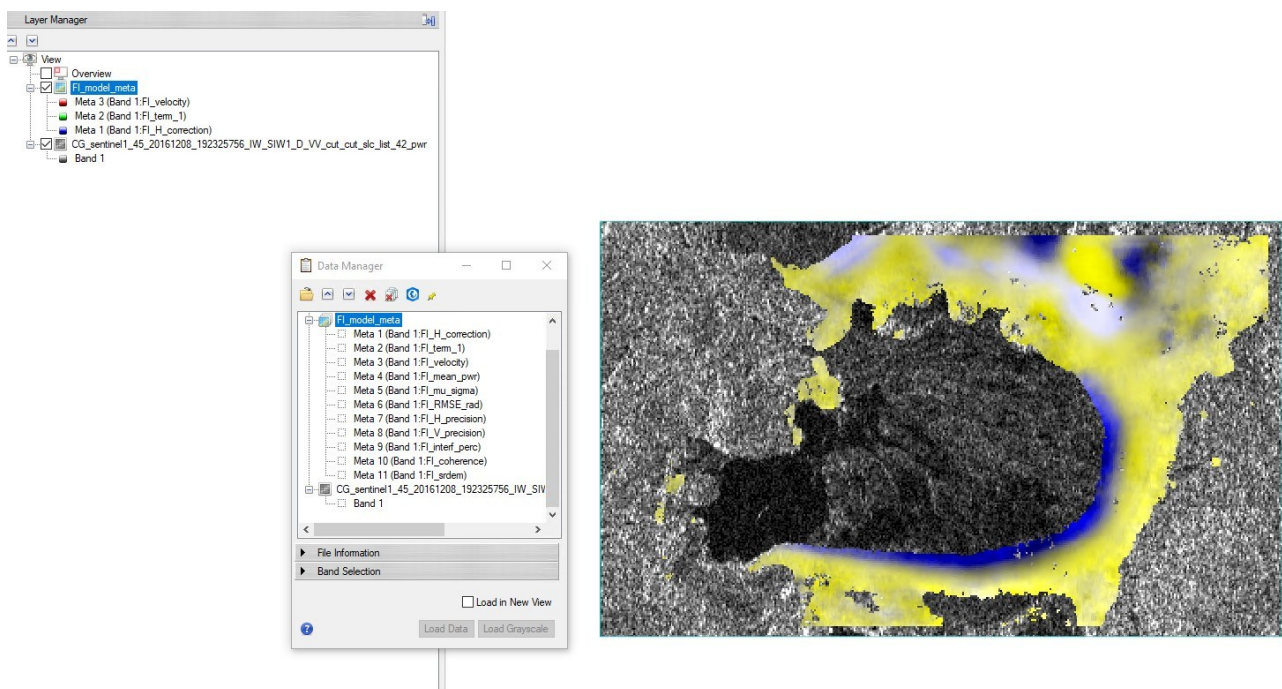 Layer Manager
View
Overview
FI_model_meta
Meta 3 (Band 1:FI_velocity)
Meta 2 (Band 1:FI_term_1)
Meta 1 (Band 1:FI_H_correction)
CG_sentinel1_45_20161208_192325756_IW_SIW1_D_VV_cut_cut_slc_list_42_pwr
Band 1
Data Manager
FI_model_meta
Meta 1 (Band 1:FI_H_correction)
Meta 2 (Band 1:FI_term_1)
Meta 3 (Band 1:FI_velocity)
Meta 4 (Band 1:FI_mean_pwr)
Meta 5 (Band 1:FI_mu_sigma)
Meta 6 (Band 1:FI_RMSE_rad)
Meta 7 (Band 1:FI_H_precision)
Meta 8 (Band 1:FI_V_precision)
Meta 9 (Band 1:FI_interf_perc)
Meta 10 (Band 1:FI_coherence)
Meta 11 (Band 1:FI_srdem)
CG_sentinel1_45_20161208_192325756_IW_SIV
Band 1
File Information
Band Selection
Load in New View
Load Data Load Grayscale